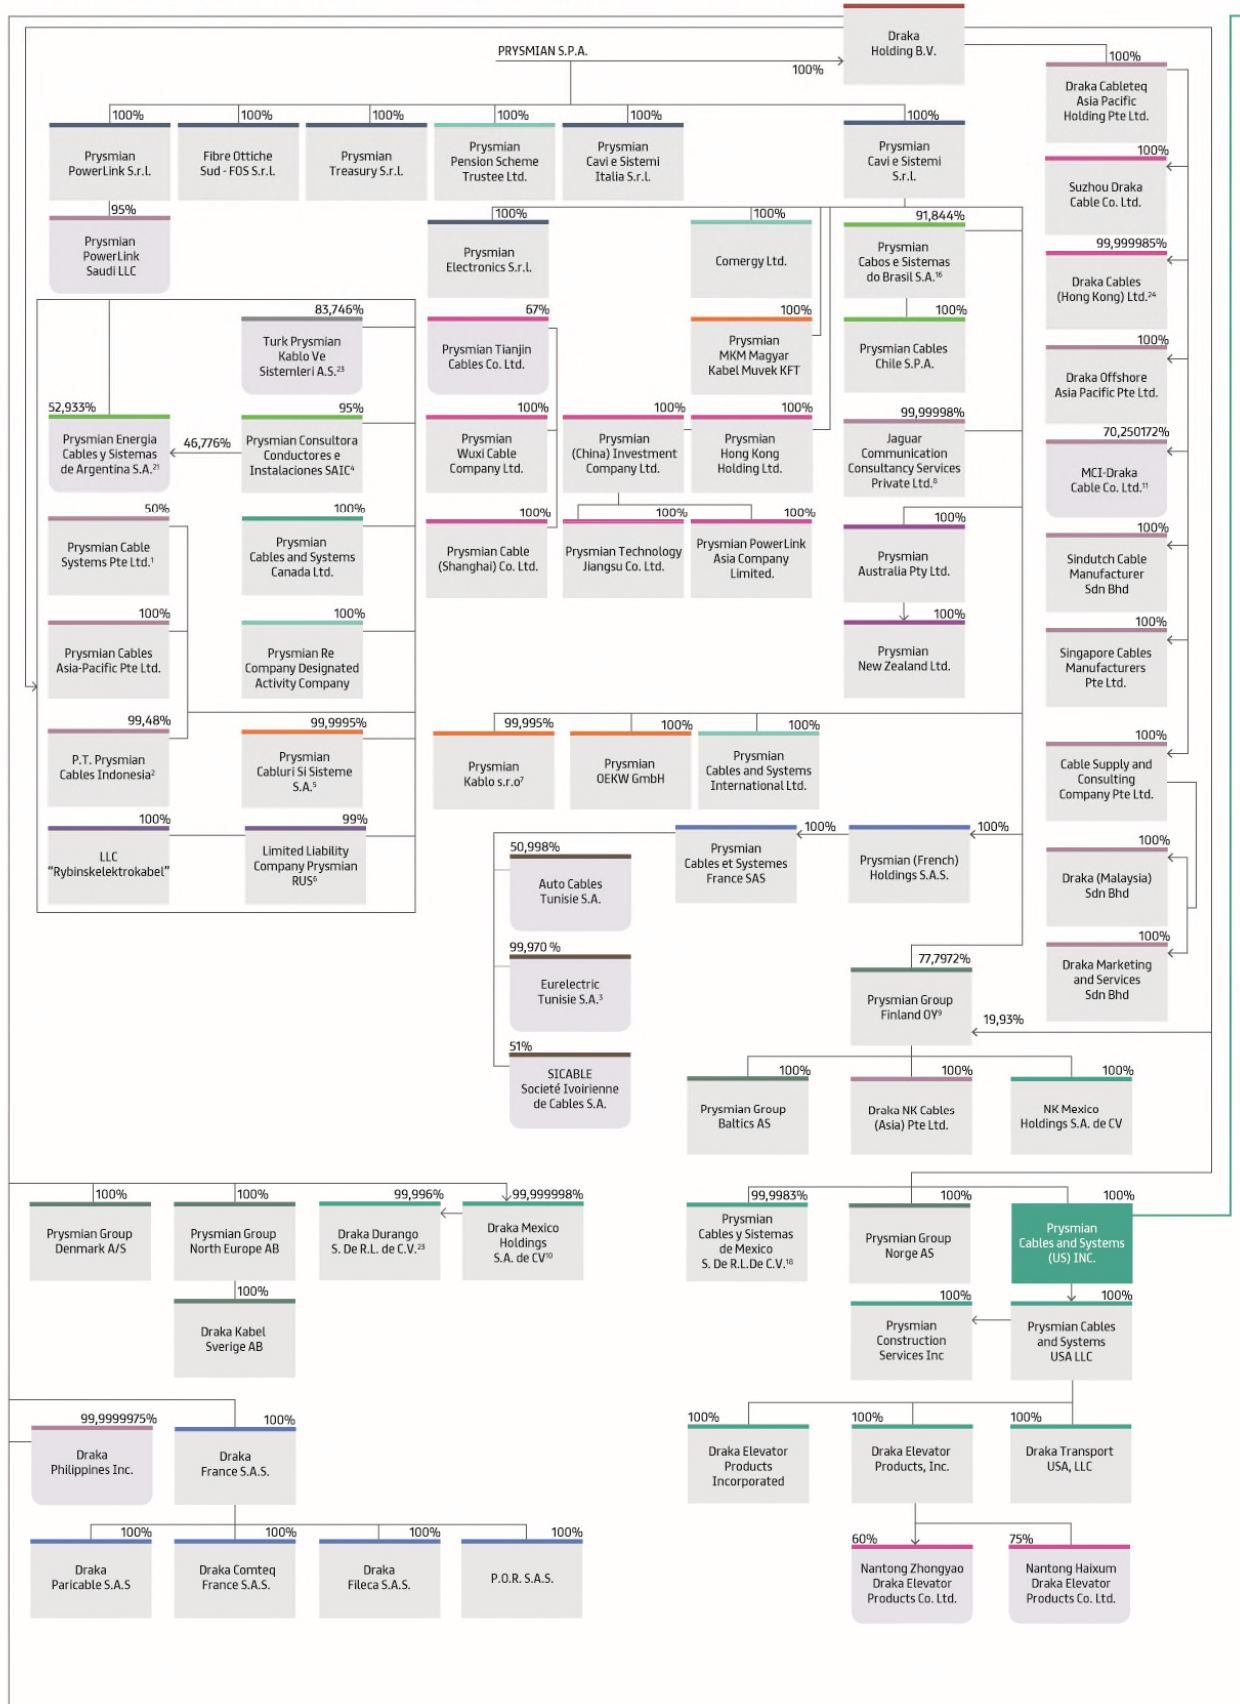 Draka
Holding B.V.
PRYSMIAN S.P.A.
100%
100%
Draka Cableteq
Asia Pacific
Holding Pte Ltd.
100%
Prysmian
PowerLink S.r.l.
100%
Fibre Ottiche
Sud - FOS S.r.l.
100%
Prysmian
Treasury S.r.l.
100%
Prysmian
Pension Scheme
Trustee Ltd.
100%
Prysmian
Cavi e Sistemi
Italia S.r.l.
100%
Prysmian
Cavi e Sistemi
S.r.l.
100%
Suzhou Draka
Cable Co. Ltd.
95%
Prysmian
PowerLink
Saudi LLC
100%
Prysmian
Electronics S.r.l.
100%
Comergy Ltd.
91,844%
Prysmian
Cabos e Sistemas
do Brasil S.A.¹⁶
99,999985%
Draka Cables
(Hong Kong) Ltd.²⁴
83,746%
Turk Prysmian
Kablo Ve
Sistemleri A.S.²³
67%
Prysmian Tianjin
Cables Co. Ltd.
100%
Prysmian
MKM Magyar
Kabel Muvek KFT
100%
Prysmian Cables
Chile S.P.A.
100%
Draka Offshore
Asia Pacific Pte Ltd.
52,933%
Prysmian Energia
Cables y Sistemas
de Argentina S.A.²¹
46,776%
95%
Prysmian Consultora
Conductores e
Instalaciones SAIC⁴
100%
Prysmian
Wuxi Cable
Company Ltd.
100%
Prysmian
(China) Investment
Company Ltd.
100%
Prysmian
Hong Kong
Holding Ltd.
99,99998%
Jaguar
Communication
Consultancy Services
Private Ltd.⁸
70,250172%
MCI-Draka
Cable Co. Ltd.¹¹
50%
Prysmian Cable
Systems Pte Ltd.¹
100%
Prysmian
Cables and Systems
Canada Ltd.
100%
Prysmian Cable
(Shanghai) Co. Ltd.
100%
Prysmian Technology
Jiangsu Co. Ltd.
100%
Prysmian PowerLink
Asia Company
Limited.
100%
Prysmian
Australia Pty Ltd.
100%
Sindutch Cable
Manufacturer
Sdn Bhd
100%
Prysmian Cables
Asia-Pacific Pte Ltd.
100%
Prysmian Re
Company Designated
Activity Company
100%
Prysmian
New Zealand Ltd.
100%
Singapore Cables
Manufacturers
Pte Ltd.
99,48%
P.T. Prysmian
Cables Indonesia²
99,9995%
Prysmian
Cabluri Si Sisteme
S.A.⁵
99,995%
Prysmian
Kablo s.r.o⁷
100%
Prysmian
OEKW GmbH
100%
Prysmian
Cables and Systems
International Ltd.
100%
Cable Supply and
Consulting
Company Pte Ltd.
100%
LLC
"Rybinskelektrokabel"
99%
Limited Liability
Company Prysmian
RUS⁶
100%
Prysmian
Cables et Systemes
France SAS
100%
Prysmian (French)
Holdings S.A.S.
50,998%
Auto Cables
Tunisie S.A.
100%
Draka (Malaysia)
Sdn Bhd
99,970 %
Eurelectric
Tunisie S.A.³
77,7972%
Prysmian Group
Finland OY⁹
19,93%
100%
Draka Marketing
and Services
Sdn Bhd
51%
SICABLE
Societé Ivoirienne
de Cables S.A.
100%
Prysmian Group
Baltics AS
100%
Draka NK Cables
(Asia) Pte Ltd.
100%
NK Mexico
Holdings S.A. de CV
100%
Prysmian Group
Denmark A/S
100%
Prysmian Group
North Europe AB
99,996%
Draka Durango
S. De R.L. de C.V.²³
99,999998%
Draka Mexico
Holdings
S.A. de CV¹⁰
99,9983%
Prysmian
Cables y Sistemas
de Mexico
S. De R.L.De C.V.¹⁸
100%
Prysmian Group
Norge AS
100%
Prysmian
Cables and Systems
(US) INC.
100%
Draka Kabel
Sverige AB
100%
Prysmian
Construction
Services Inc
100%
Prysmian Cables
and Systems
USA LLC
99,9999975%
Draka
Philippines Inc.
100%
Draka
France S.A.S.
100%
Draka Elevator
Products
Incorporated
100%
Draka Elevator
Products, Inc.
100%
Draka Transport
USA, LLC
100%
Draka
Paricable S.A.S
100%
Draka Comteq
France S.A.S.
100%
Draka
Fileca S.A.S.
100%
P.O.R. S.A.S.
60%
Nantong Zhongyao
Draka Elevator
Products Co. Ltd.
75%
Nantong Haixum
Draka Elevator
Products Co. Ltd.